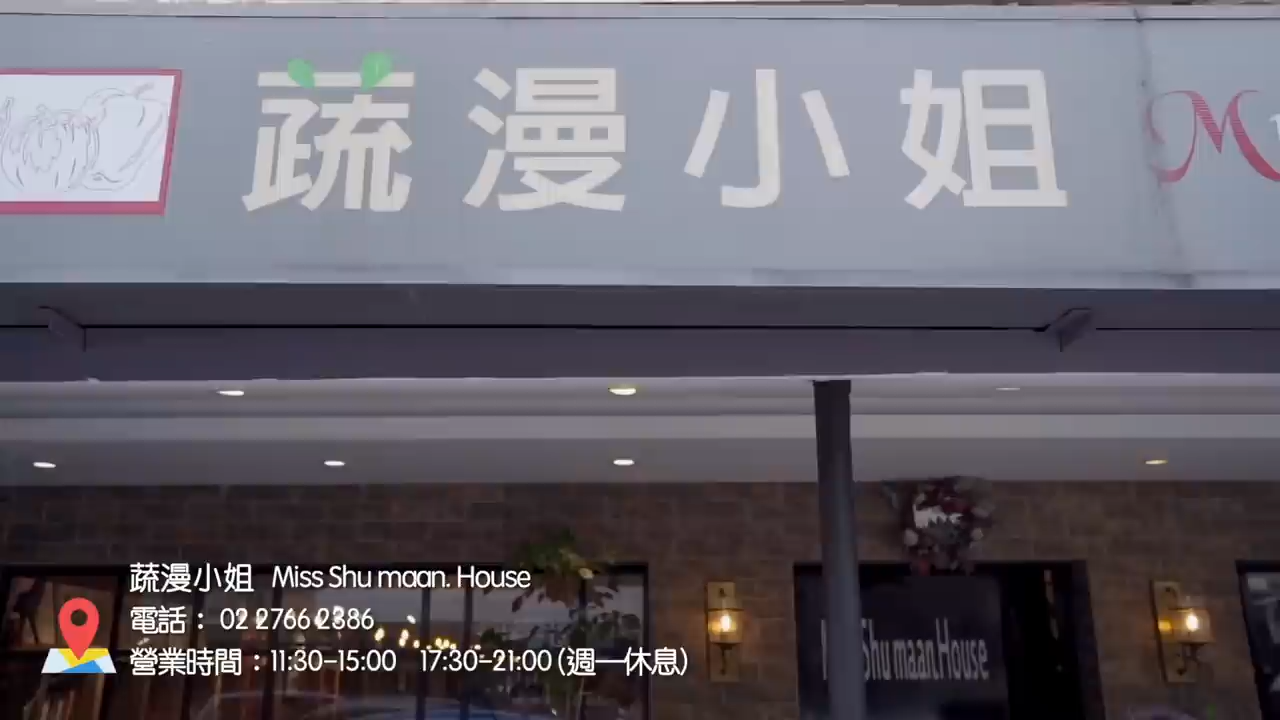 蔬漫小姐 M
蔬漫小姐 Miss Shu maan. House
電話：02 2766 2386
營業時間：11:30-15:00 17:30-21:00 (週一休息)
Shu maan House